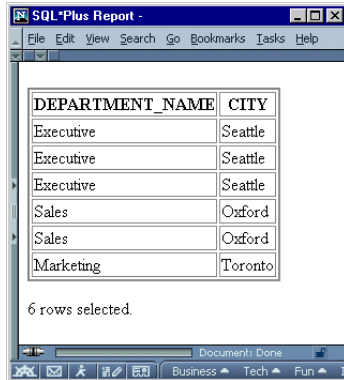 SQL*Plus Report -
File Edit View Search Go Bookmarks Tasks Help
DEPARTMENT_NAME CITY
Executive Seattle
Executive Seattle
Executive Seattle
Sales Oxford
Sales Oxford
Marketing Toronto
6 rows selected.
Document: Done
Business Tech Fun